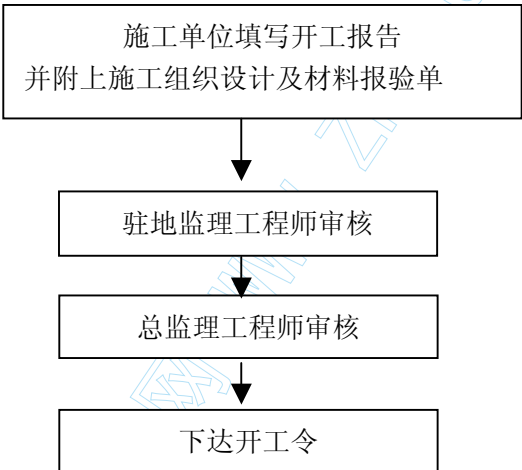 施工单位填写开工报告
并附上施工组织设计及材料报验单
驻地监理工程师审核
总监理工程师审核
下达开工令